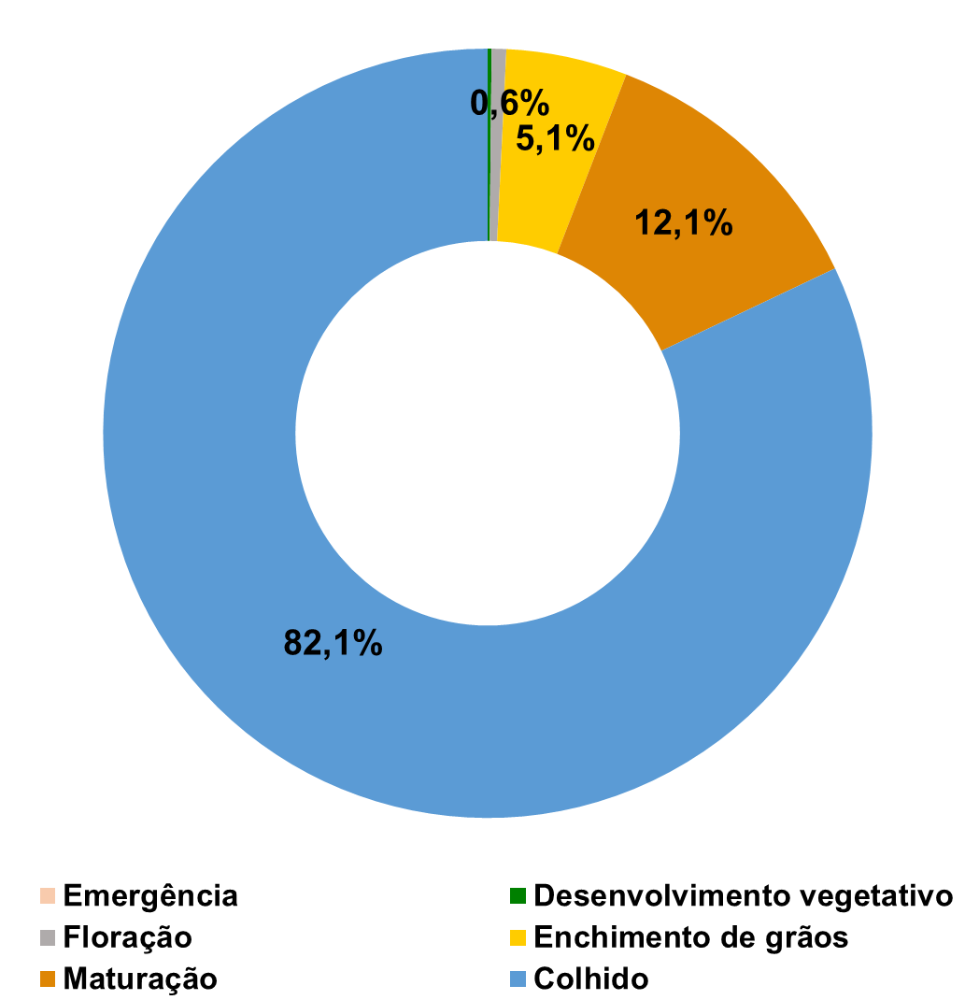 0,6%
5,1%
12,1%
82,1%
Emergência
Desenvolvimento vegetativo
Floração
Enchimento de grãos
Maturação
Colhido